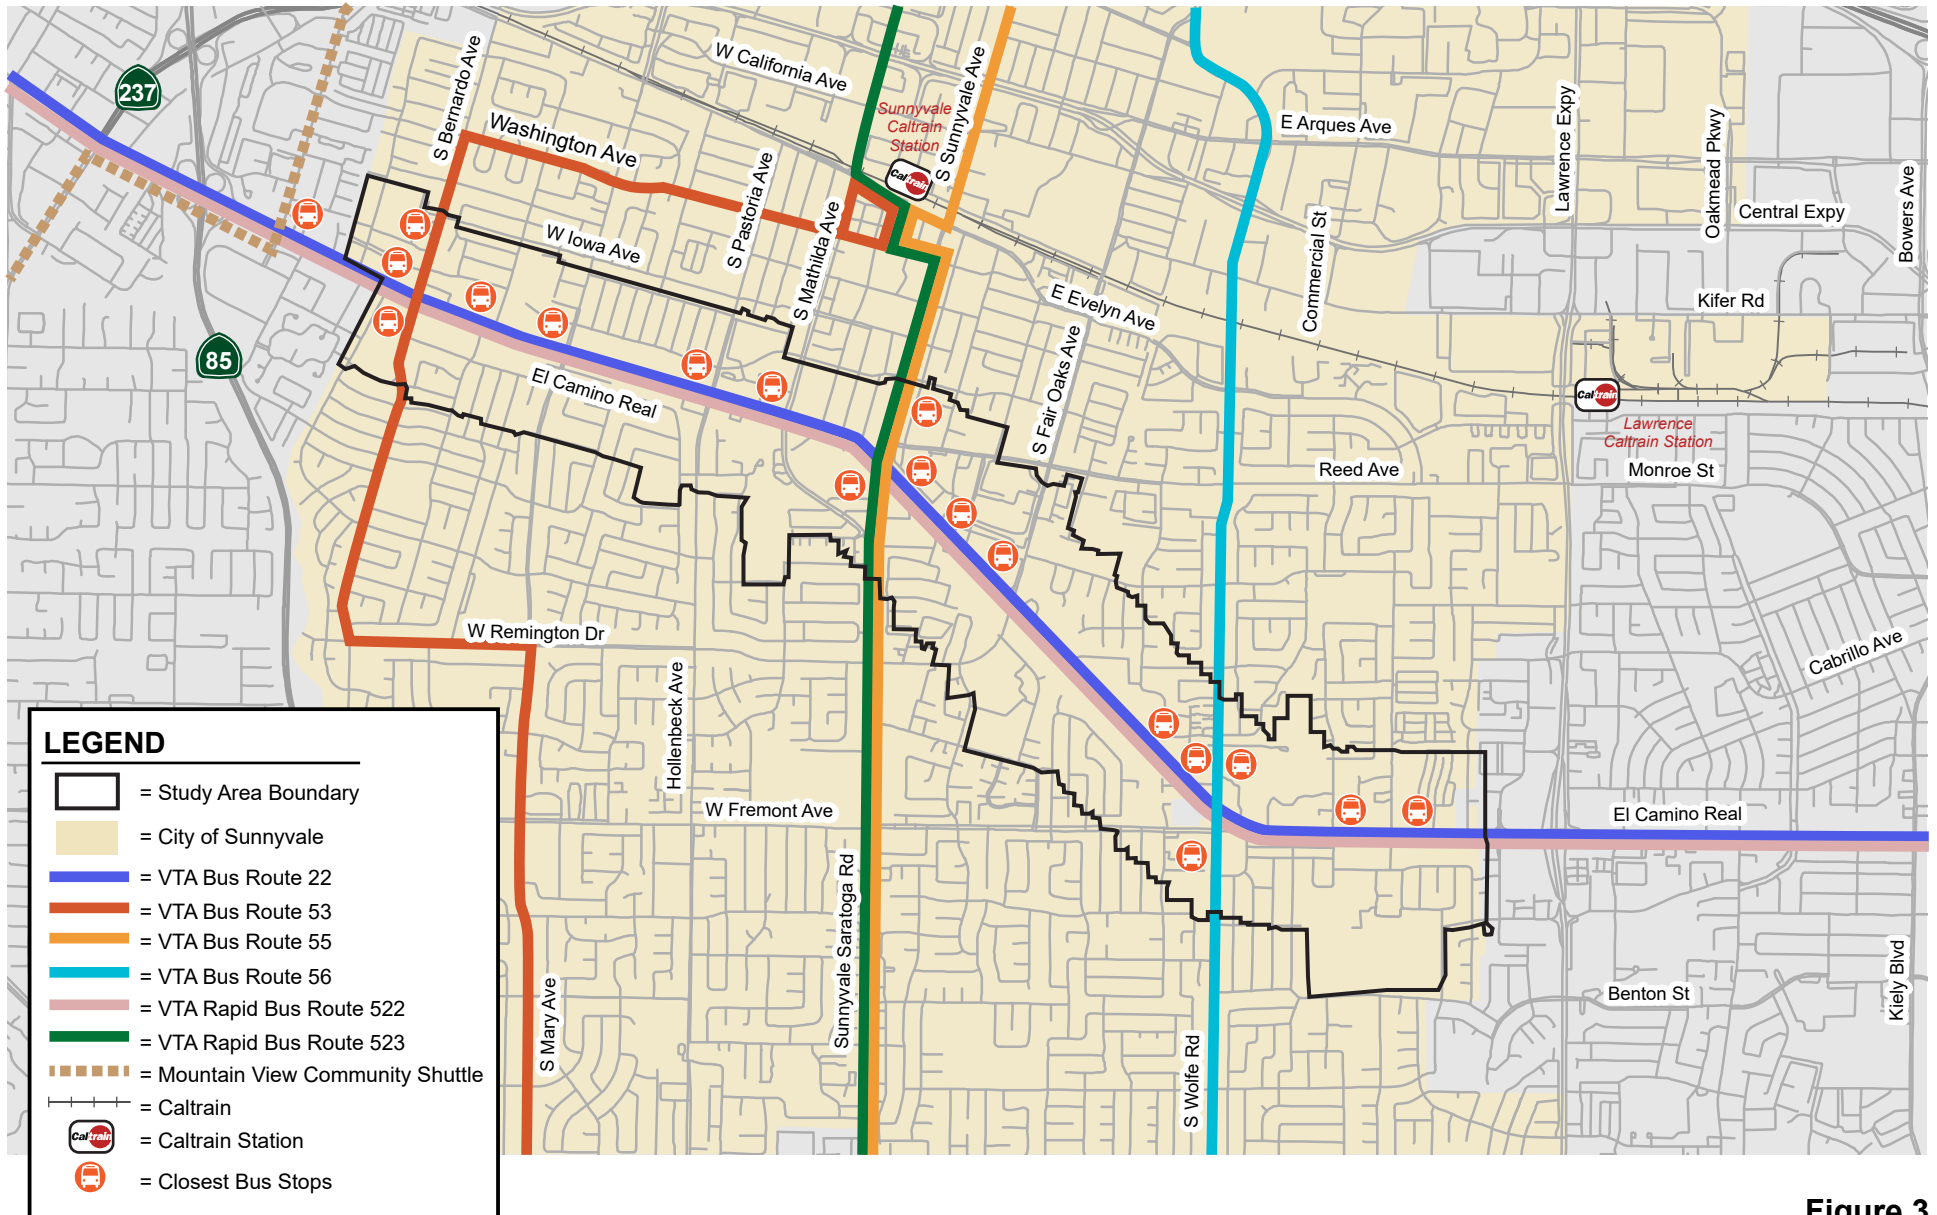 237
85
S Bernardo Ave
Washington Ave
W California Ave
Sunnyvale
Caltrain
Station
Caltrain
S Sunnyvale Ave
E Arques Ave
Lawrence Expy
Oakmead Pkwy
Central Expy
Bowers Ave
W Iowa Ave
S Pastoria Ave
S Mathilda Ave
Commercial St
E Evelyn Ave
Kifer Rd
S Fair Oaks Ave
El Camino Real
Caltrain
Lawrence
Caltrain Station
Reed Ave
Monroe St
W Remington Dr
Cabrillo Ave
Hollenbeck Ave
W Fremont Ave
El Camino Real
Sunnyvale Saratoga Rd
S Mary Ave
S Wolfe Rd
Benton St
Kiely Blvd
LEGEND
= Study Area Boundary
= City of Sunnyvale
= VTA Bus Route 22
= VTA Bus Route 53
= VTA Bus Route 55
= VTA Bus Route 56
= VTA Rapid Bus Route 522
= VTA Rapid Bus Route 523
= Mountain View Community Shuttle
= Caltrain
Caltrain
= Caltrain Station
= Closest Bus Stops
Figure 3